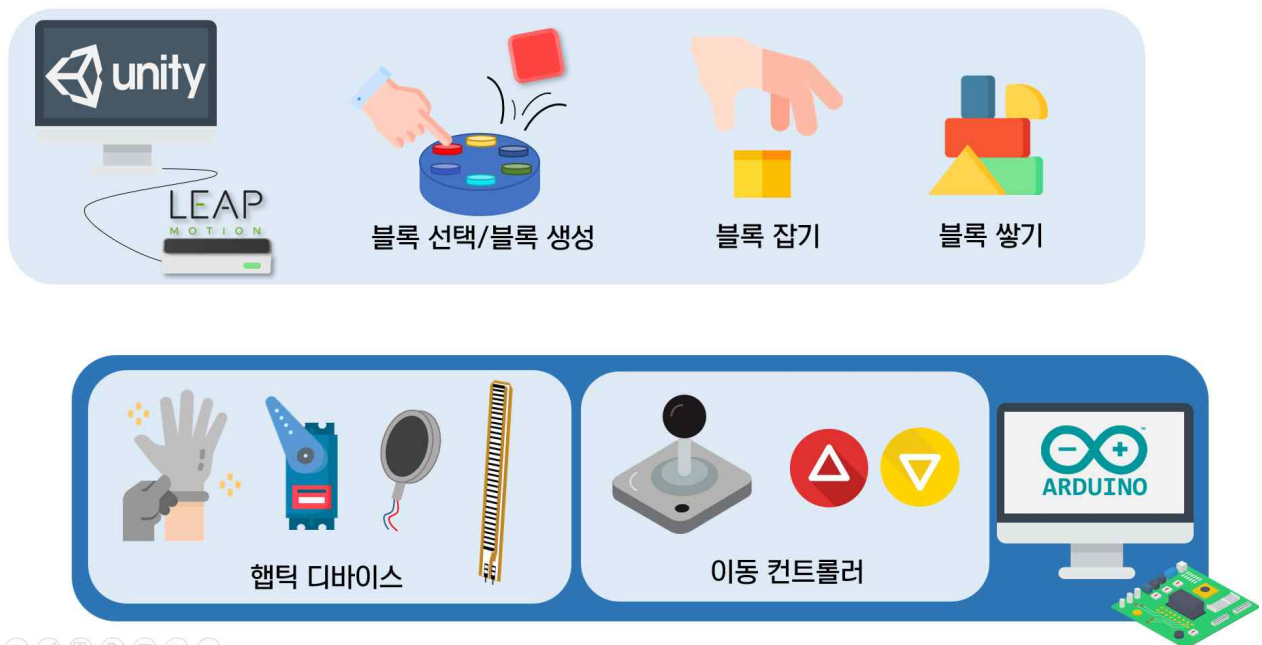 unity
LEAP
MOTION
블록 선택/블록 생성
블록 잡기
블록 쌓기
햅틱 디바이스
이동 컨트롤러
ARDUINO